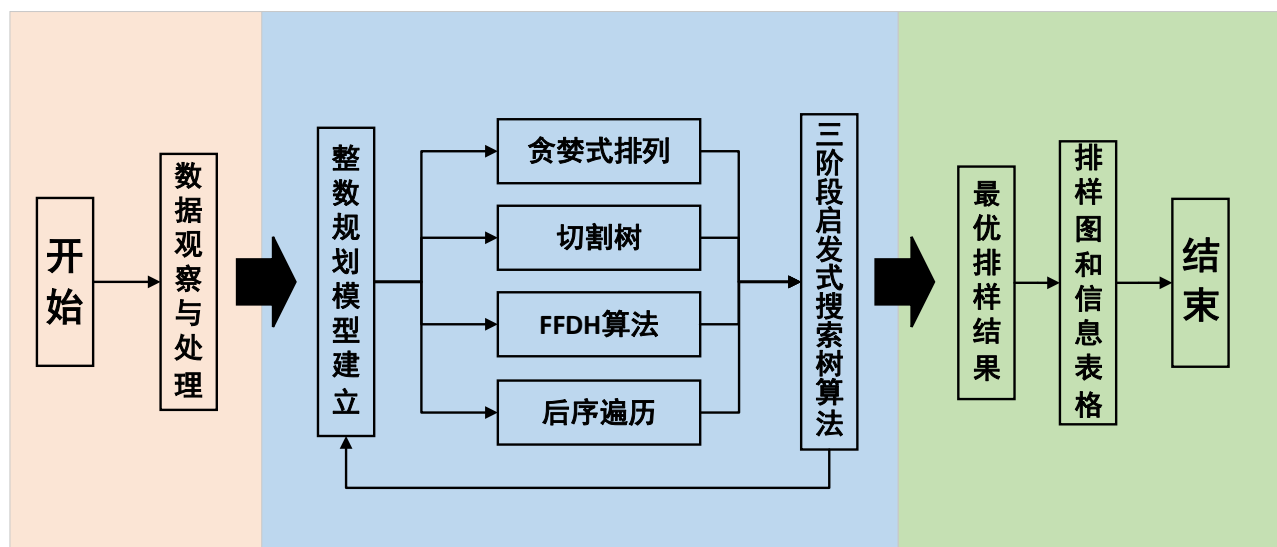 开始
数据观察与处理
整数规划模型建立
贪婪式排列
切割树
FFDH算法
后序遍历
三阶段启发式搜索树算法
最优排样结果
排样图和信息表格
结束